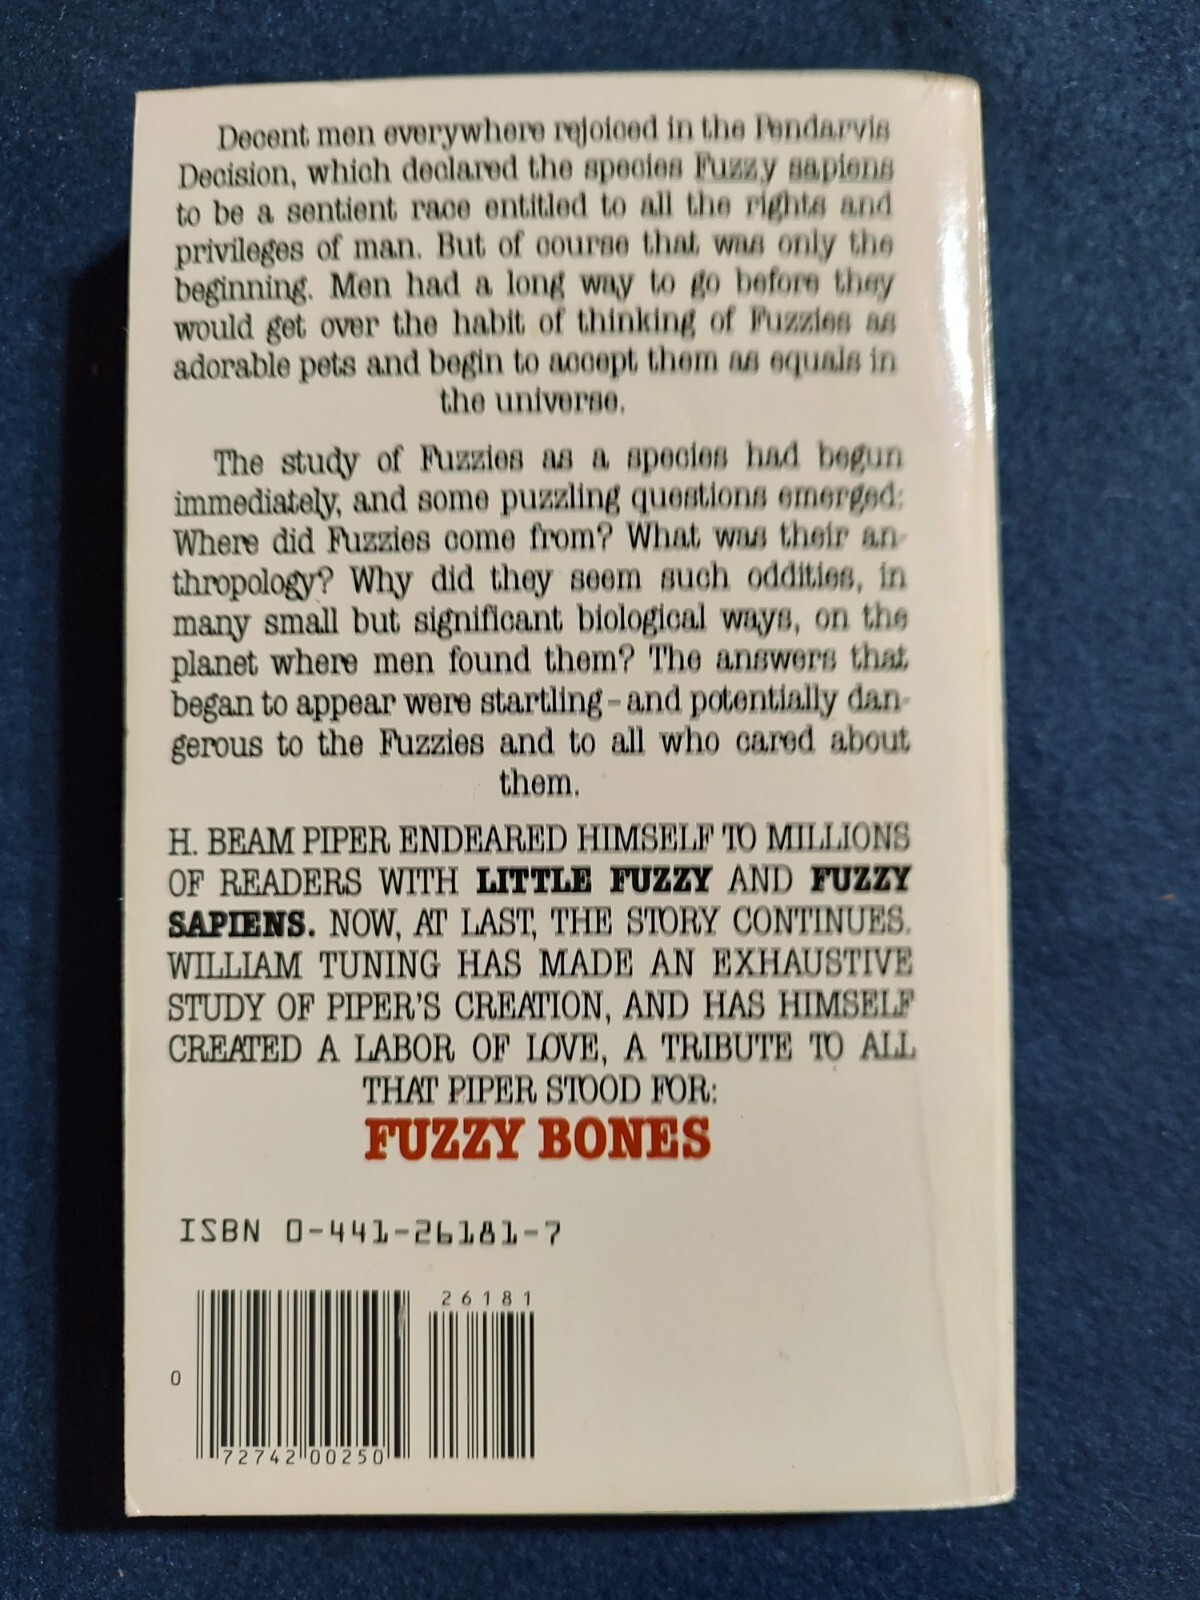 Decent men everywhere rejoiced in the Pendarvis
Decision, which declared the species Fuzzy sapiens
to be a sentient race entitled to all the rights and
privileges of man. But of course that was only the
beginning. Men had a long way to go before they
would get over the habit of thinking of Fuzzies as
adorable pets and begin to accept them as equals in
the universe.
The study of Fuzzies as a species had begun
immediately, and some puzzling questions emerged:
Where did Fuzzies come from? What was their an-
thropology? Why did they seem such oddities, in
many small but significant biological ways, on the
planet where men found them? The answers that
began to appear were startling – and potentially dan-
gerous to the Fuzzies and to all who cared about
them.
H. BEAM PIPER ENDEARED HIMSELF TO MILLIONS
OF READERS WITH LITTLE FUZZY AND FUZZY
SAPIENS. NOW, AT LAST, THE STORY CONTINUES.
WILLIAM TUNING HAS MADE AN EXHAUSTIVE
STUDY OF PIPER'S CREATION, AND HAS HIMSELF
CREATED A LABOR OF LOVE, A TRIBUTE TO ALL
THAT PIPER STOOD FOR:
FUZZY BONES
ISBN 0-441-26181-7
26181
0
72742 00250